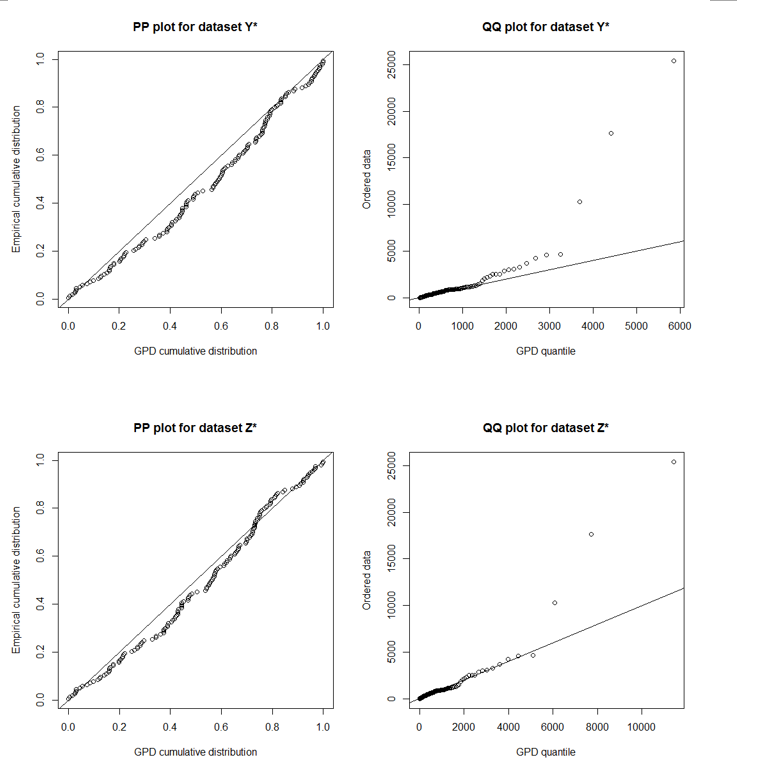 PP plot for dataset Y*
Empirical cumulative distribution
0.0 0.2 0.4 0.6 0.8 1.0
0.0 0.2 0.4 0.6 0.8 1.0
GPD cumulative distribution
QQ plot for dataset Y*
Ordered data
0 5000 10000 15000 20000 25000
0 1000 2000 3000 4000 5000 6000
GPD quantile
PP plot for dataset Z*
Empirical cumulative distribution
0.0 0.2 0.4 0.6 0.8 1.0
0.0 0.2 0.4 0.6 0.8 1.0
GPD cumulative distribution
QQ plot for dataset Z*
Ordered data
0 5000 10000 15000 20000 25000
0 2000 4000 6000 8000 10000
GPD quantile